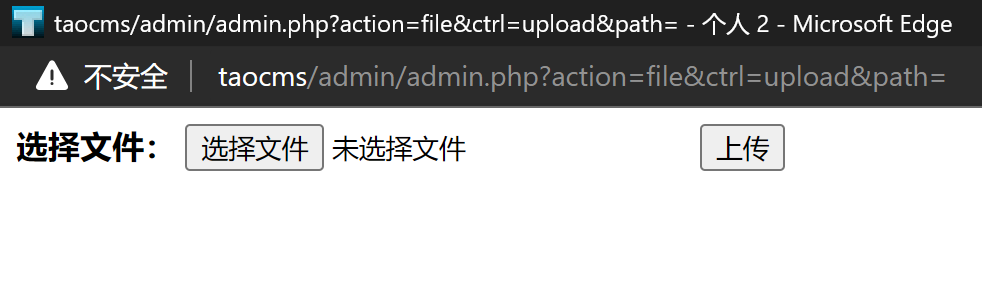 taocms/admin/admin.php?action=file&ctrl=upload&path= - 个人 2 - Microsoft Edge
不安全 taocms/admin/admin.php?action=file&ctrl=upload&path=
选择文件： 选择文件 未选择文件 上传